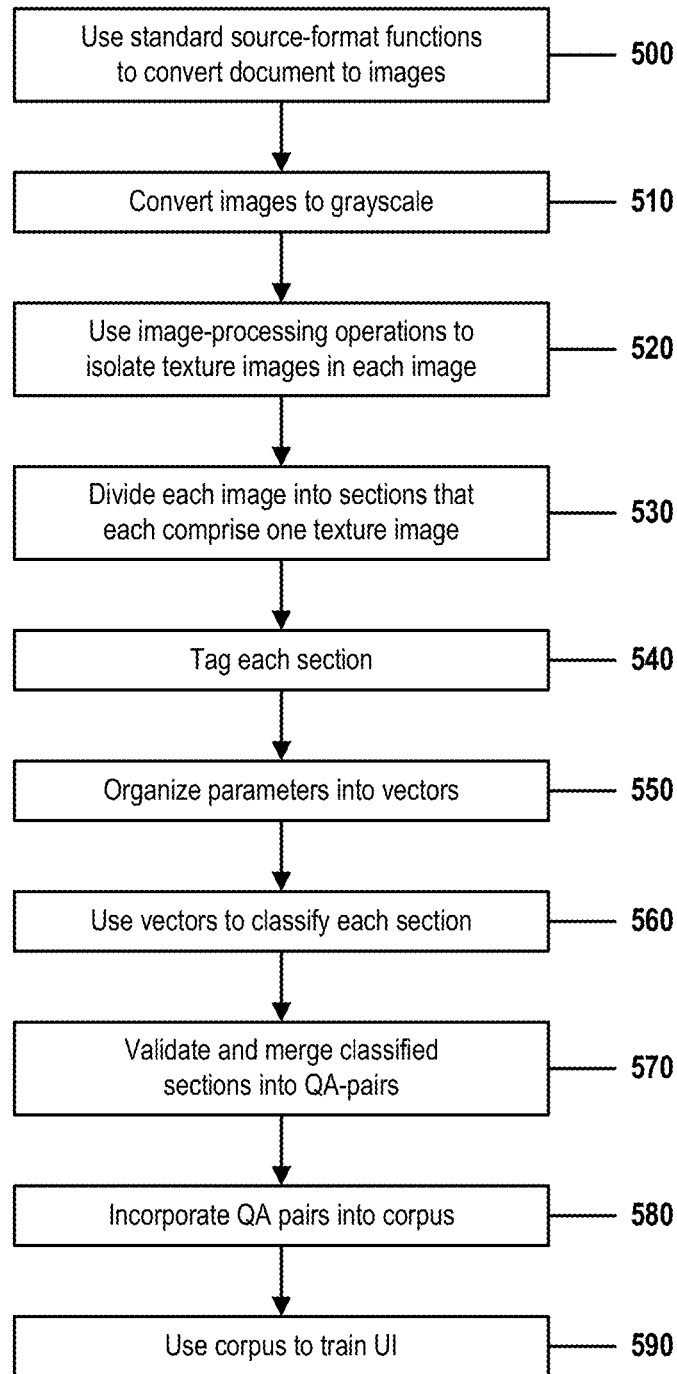 Use standard source-format functions
to convert document to images
500
Convert images to grayscale
510
Use image-processing operations to
isolate texture images in each image
520
Divide each image into sections that
each comprise one texture image
530
Tag each section
540
Organize parameters into vectors
550
Use vectors to classify each section
560
Validate and merge classified
sections into QA-pairs
570
Incorporate QA pairs into corpus
580
Use corpus to train UI
590